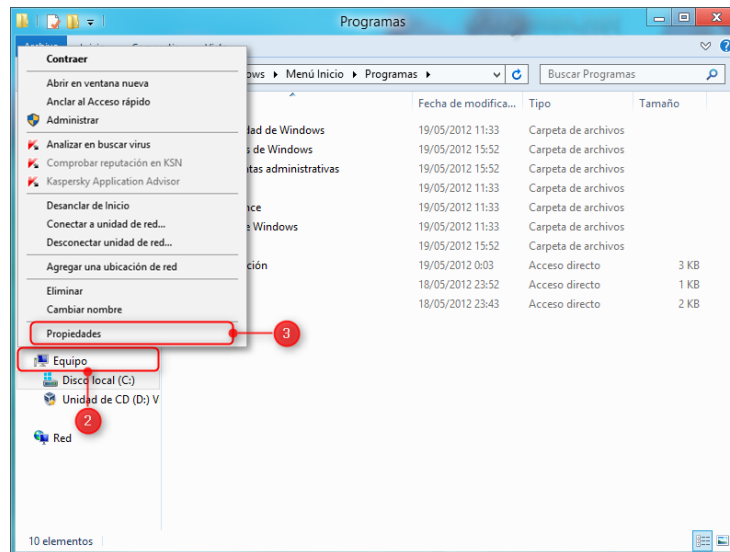 Programas
Contraer
Abrir en ventana nueva
Anclar al Acceso rápido
Administrar
Analizar en buscar virus
Comprobar reputación en KSN
Kaspersky Application Advisor
Desanclar de Inicio
Conectar a unidad de red...
Desconectar unidad de red...
Agregar una ubicación de red
Eliminar
Cambiar nombre
Propiedades
3
Equipo
Disco local (C:)
Unidad de CD (D:) V
2
Red
Menú Inicio Programas
Buscar Programas
Fecha de modifica... Tipo Tamaño
dad de Windows 19/05/2012 11:33 Carpeta de archivos
s de Windows 19/05/2012 15:52 Carpeta de archivos
tas administrativas 19/05/2012 15:52 Carpeta de archivos
19/05/2012 11:33 Carpeta de archivos
nce 19/05/2012 11:33 Carpeta de archivos
e Windows 19/05/2012 11:33 Carpeta de archivos
19/05/2012 15:52 Carpeta de archivos
ción 19/05/2012 0:03 Acceso directo 3 KB
18/05/2012 23:52 Acceso directo 1 KB
18/05/2012 23:43 Acceso directo 2 KB
10 elementos